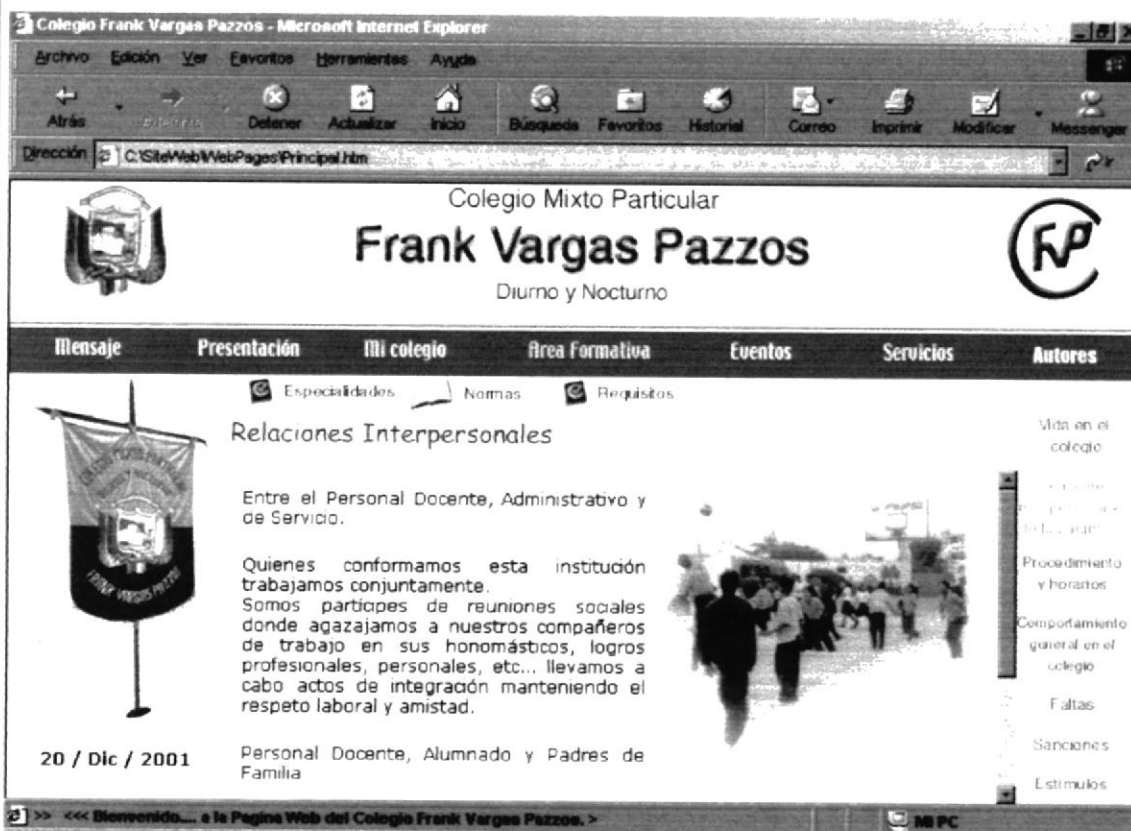 Colegio Frank Vargas Pazzos - Microsoft Internet Explorer
Archivo Edición Ver Favoritos Herramientas Ayuda
Atrás Detener Actualizar Inicio Búsqueda Favoritos Historial Correo Imprimir Modificar Messenger
Dirección C:\SiteWeb\WebPages\Principal.htm Ir
Colegio Mixto Particular
Frank Vargas Pazzos
Diurno y Nocturno
FVP
Mensaje Presentación Mi colegio Area Formativa Eventos Servicios Autores
Especialidades Normas Requisitos
Relaciones Interpersonales
Entre el Personal Docente, Administrativo y
de Servicio.
Quienes conformamos esta institución
trabajamos conjuntamente.
Somos participes de reuniones sociales
donde agazajamos a nuestros compañeros
de trabajo en sus honomásticos, logros
profesionales, personales, etc... llevamos a
cabo actos de integración manteniendo el
respeto laboral y amistad.
Personal Docente, Alumnado y Padres de
Familia
FRANK VARGAS PAZZOS
20 / Dic / 2001
Vida en el
colegio
Procedimiento
y horarios
Comportamiento
general en el
colegio
Faltas
Sanciones
Estímulos
>> <<< Bienvenido.... a la Pagina Web del Colegio Frank Vargas Pazzos. >
MI PC